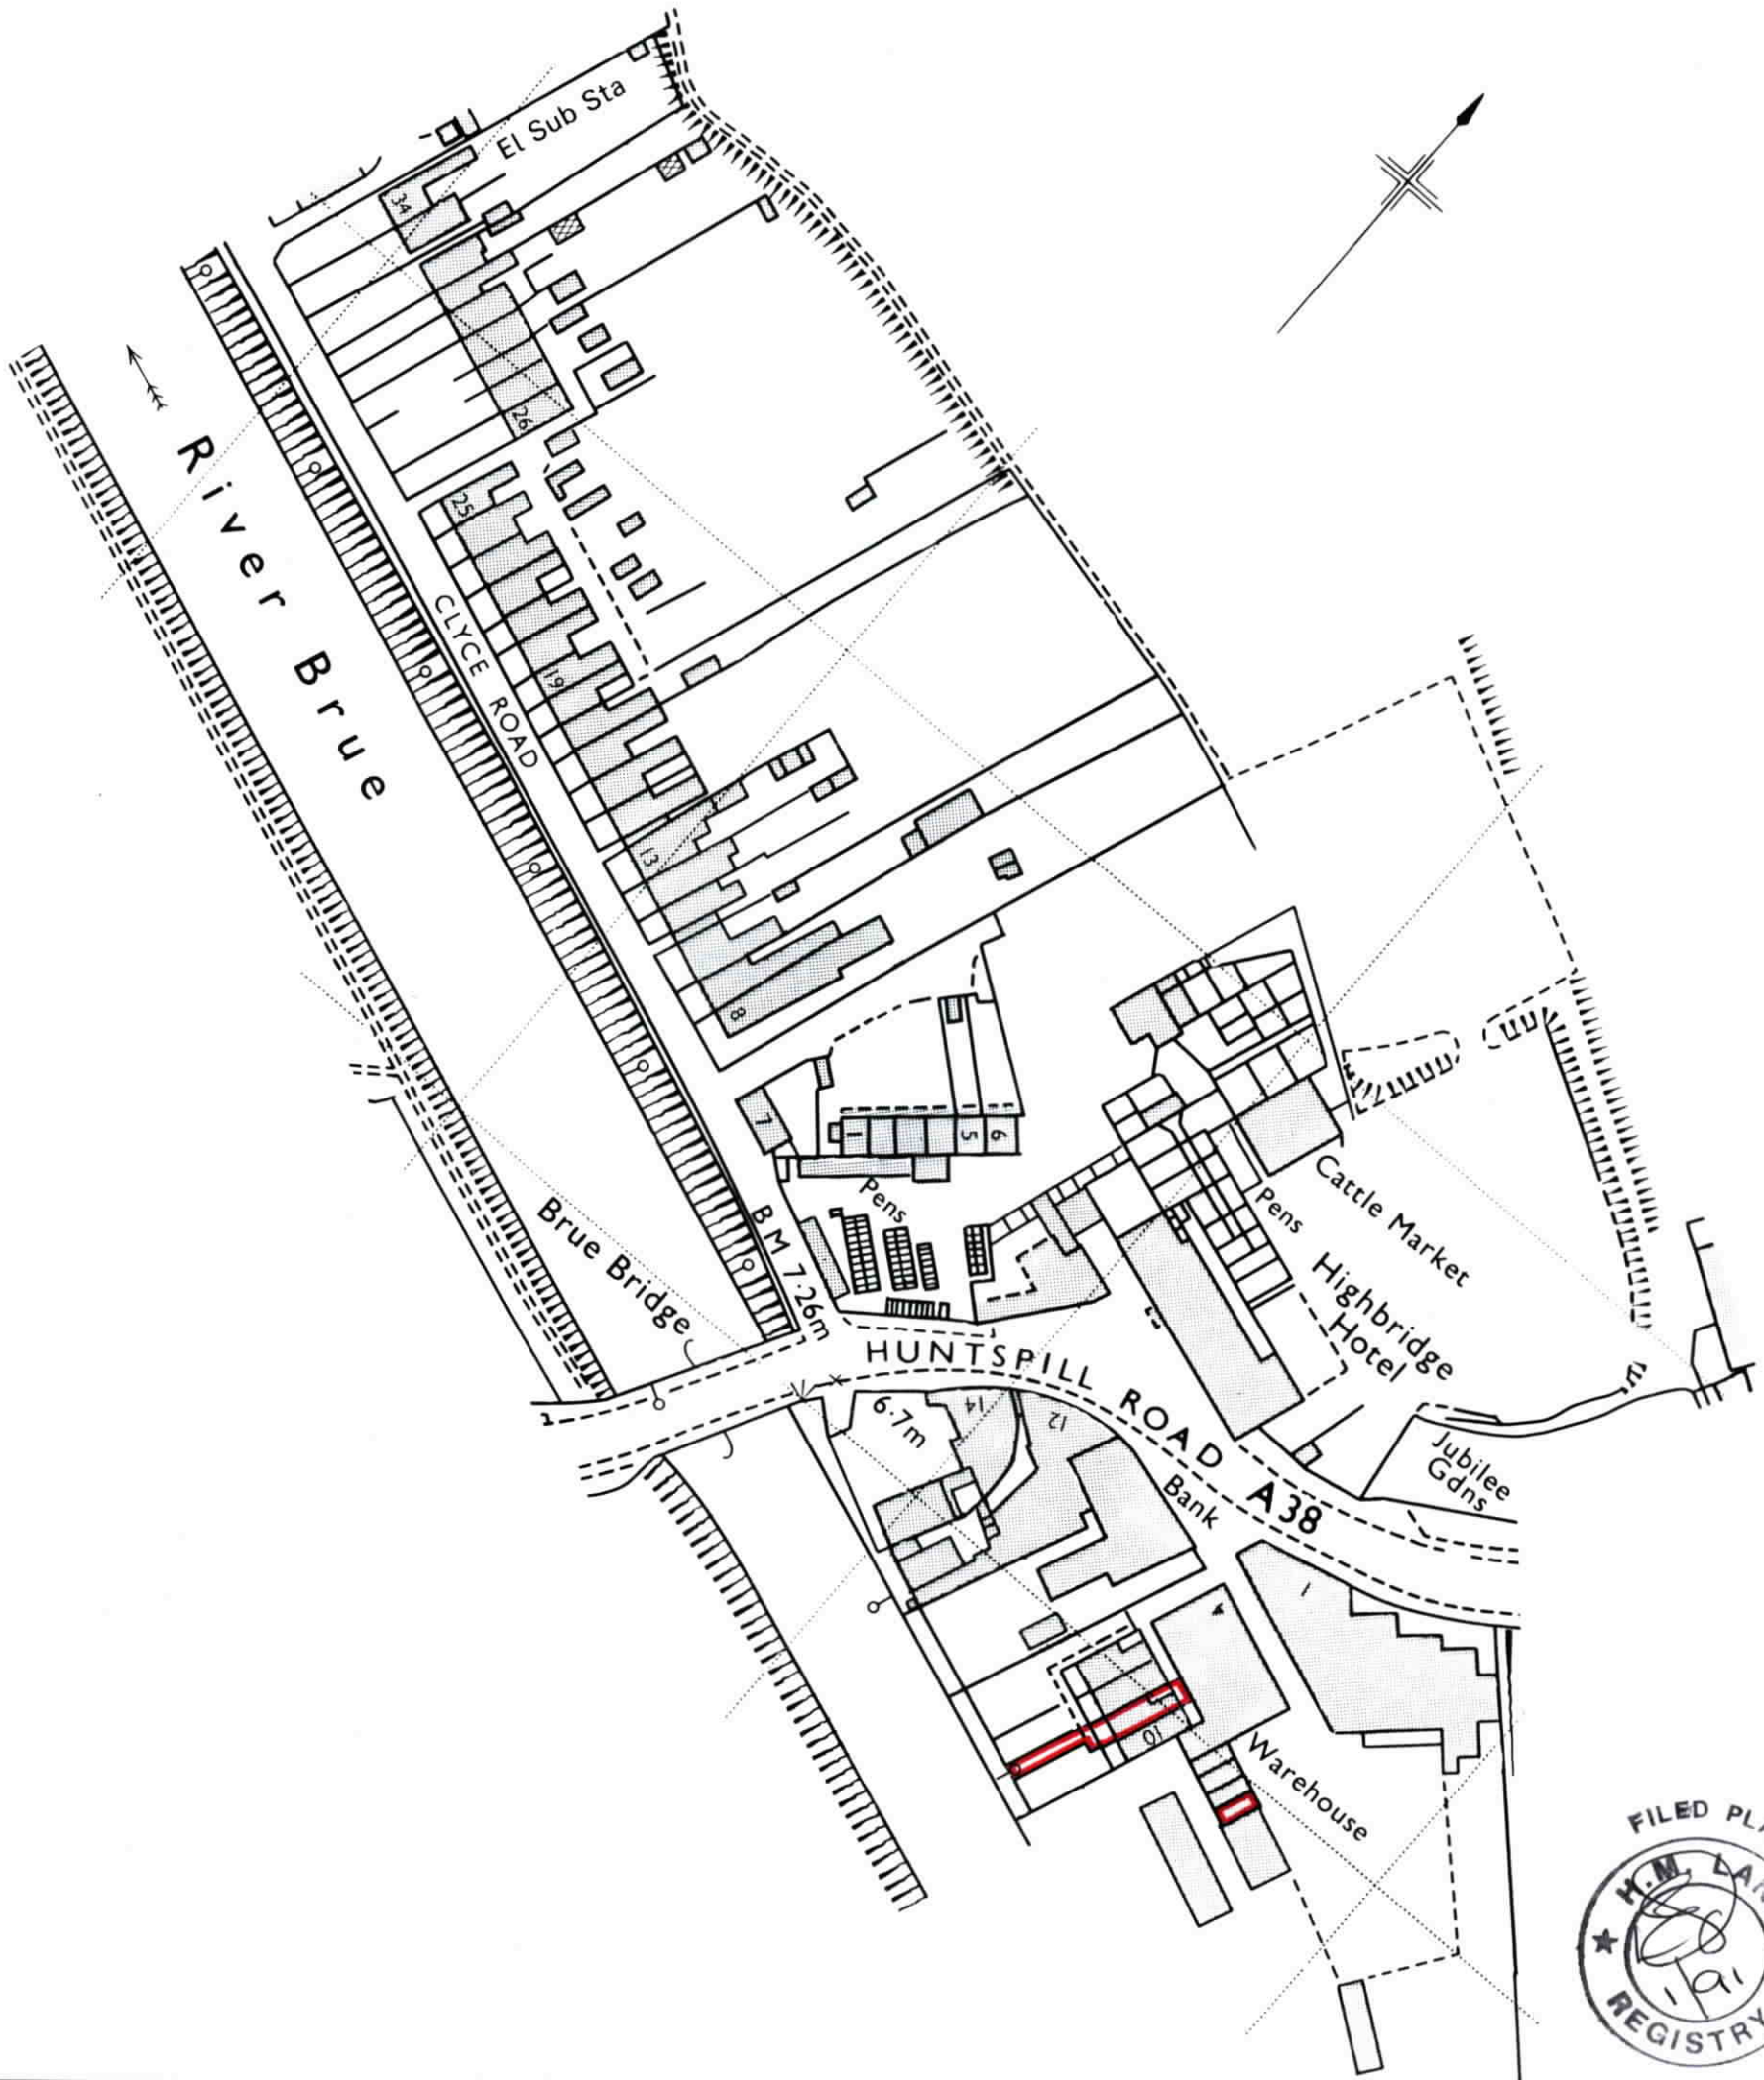 El Sub Sta
34
26
25
River Brue
CLYCE ROAD
19
13
8
7
1
5
6
Pens
Cattle Market
Pens
BM 7·26m
Brue Bridge
Highbridge
Hotel
HUNTSPILL ROAD A38
14
12
6·7m
Jubilee
Gdns
Bank
1
4
10
Warehouse
FILED PLA
H.M. LAN
REGISTRY